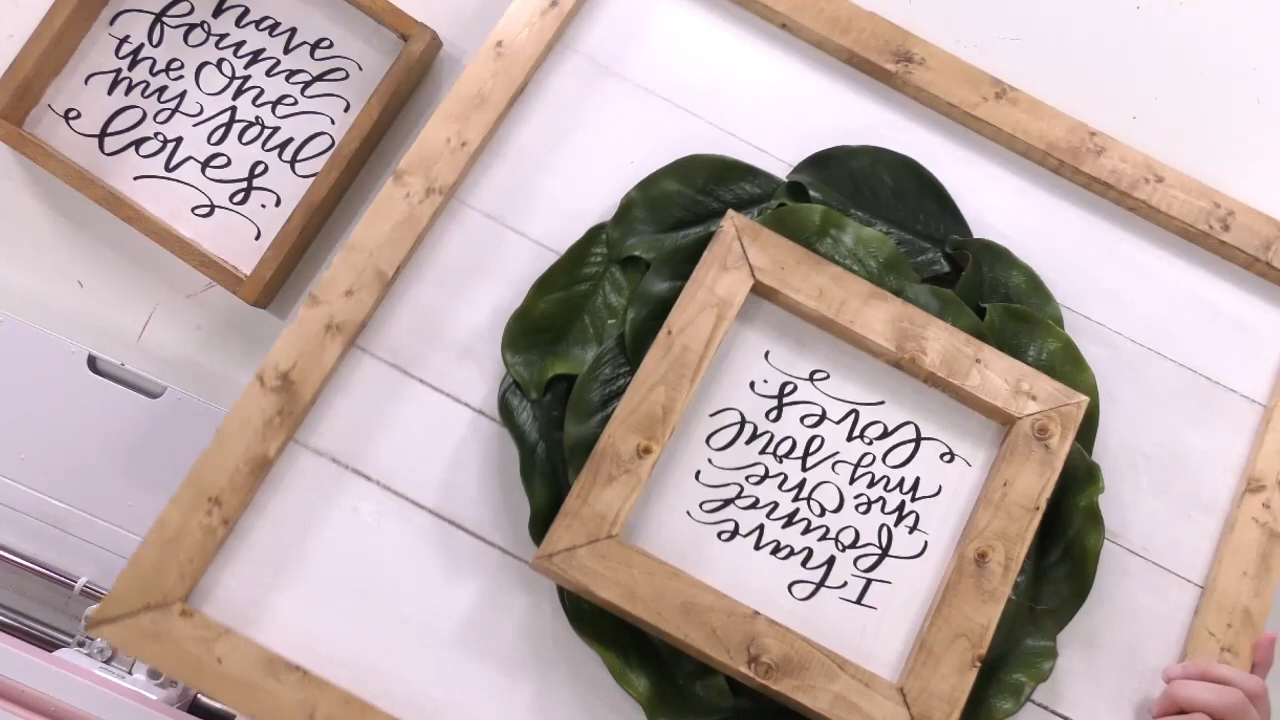 have
found
the One
my soul
loves.
I have
found
the One
my soul
loves.